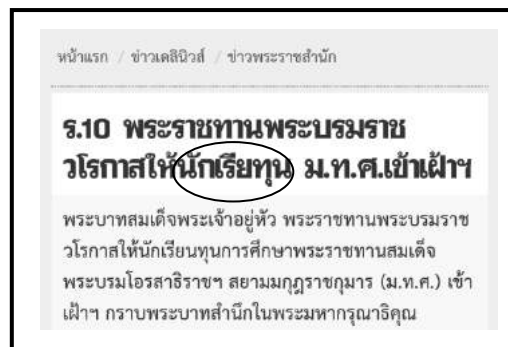 หน้าแรก / ข่าวเดลินิวส์ / ข่าวพระราชสำนัก
ร.10 พระราชทานพระบรมราช
วโรกาสให้นักเรียทุน ม.ท.ศ.เข้าเฝ้าฯ
พระบาทสมเด็จพระเจ้าอยู่หัว พระราชทานพระบรมราช
วโรกาสให้นักเรียนทุนการศึกษาพระราชทานสมเด็จ
พระบรมโอรสาธิราชฯ สยามมกุฎราชกุมาร (ม.ท.ศ.) เข้า
เฝ้าฯ กราบพระบาทสำนึกในพระมหากรุณาธิคุณ